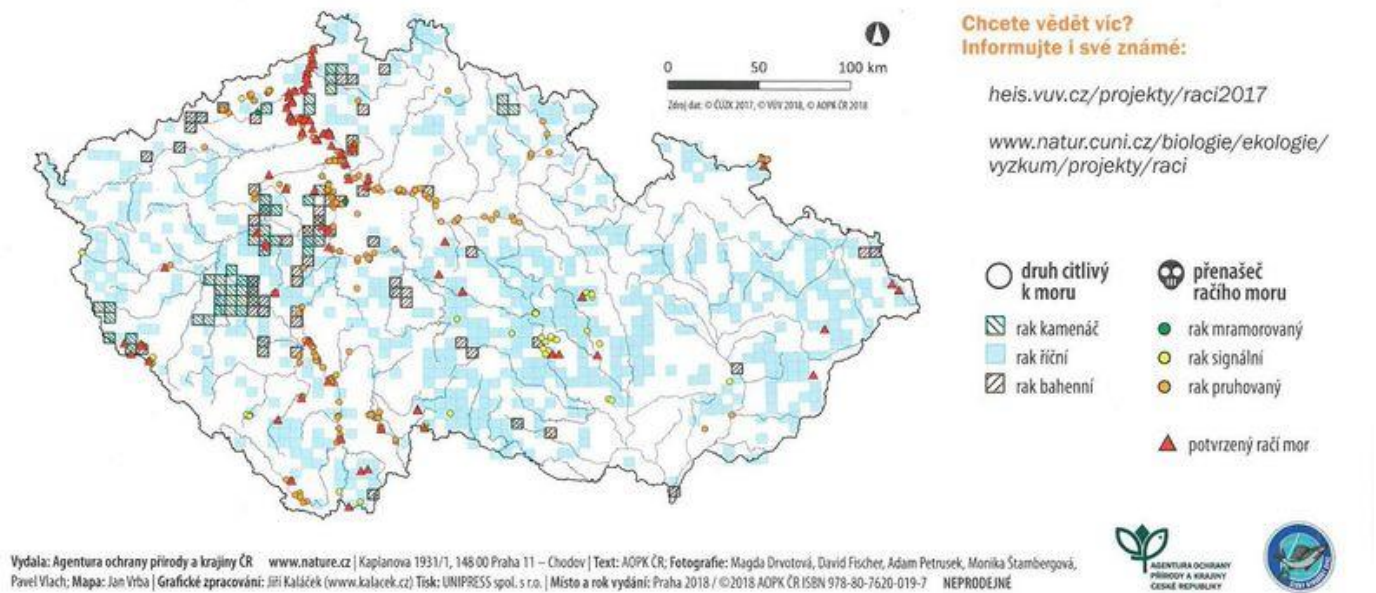 Chcete vědět víc?
Informujte i své známé:
heis.vuv.cz/projekty/raci2017
www.natur.cuni.cz/biologie/ekologie/
vyzkum/projekty/raci
0 50 100 km
Zdroj dat: © ČÚZK 2017, © VÚV 2018, © AOPK ČR 2018
druh citlivý
k moru
rak kamenáč
rak říční
rak bahenní
přenašeč
račího moru
rak mramorovaný
rak signální
rak pruhovaný
potvrzený račí mor
Vydala: Agentura ochrany přírody a krajiny ČR www.nature.cz | Kaplanova 1931/1, 148 00 Praha 11 – Chodov | Text: AOPK ČR; Fotografie: Magda Drvotová, David Fischer, Adam Petrusek, Monika Štambergová,
Pavel Vlach; Mapa: Jan Vrba | Grafické zpracování: Jiří Kaláček (www.kalacek.cz) Tisk: UNIPRESS spol. s r.o. | Místo a rok vydání: Praha 2018 / ©2018 AOPK ČR ISBN 978-80-7620-019-7 NEPRODEJNÉ
AGENTURA OCHRANY
PŘÍRODY A KRAJINY
ČESKÉ REPUBLIKY